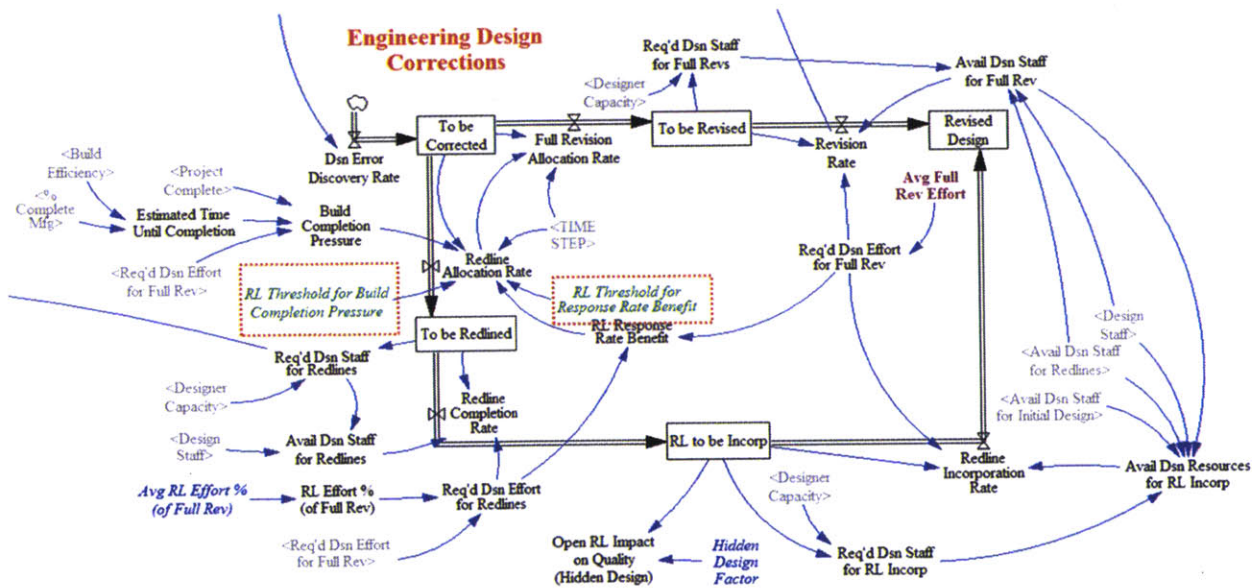 Engineering Design
Corrections
Req'd Dsn Staff
for Full Revs
Avail Dsn Staff
for Full Rev
<Designer
Capacity>
To be
Corrected
Full Revision
Allocation Rate
To be Revised
Revision
Rate
Revised
Design
Dsn Error
Discovery Rate
<Build
Efficiency>
<Project
Complete>
<%
Complete
Mfg>
Estimated Time
Until Completion
Build
Completion
Pressure
Avg Full
Rev Effort
<TIME
STEP>
Redline
Allocation Rate
Req'd Dsn Effort
for Full Rev
<Req'd Dsn Effort
for Full Rev>
RL Threshold for Build
Completion Pressure
RL Threshold for
Response Rate Benefit
RL Response
Rate Benefit
To be Redlined
<Design
Staff>
<Avail Dsn Staff
for Redlines>
Req'd Dsn Staff
for Redlines
<Designer
Capacity>
Redline
Completion
Rate
<Avail Dsn Staff
for Initial Design>
<Design
Staff>
Avail Dsn Staff
for Redlines
RL to be Incorp
Redline
Incorporation
Rate
Avail Dsn Resources
for RL Incorp
Avg RL Effort %
(of Full Rev)
RL Effort %
(of Full Rev)
Req'd Dsn Effort
for Redlines
<Designer
Capacity>
<Req'd Dsn Effort
for Full Rev>
Open RL Impact
on Quality
(Hidden Design)
Hidden
Design
Factor
Req'd Dsn Staff
for RL Incorp